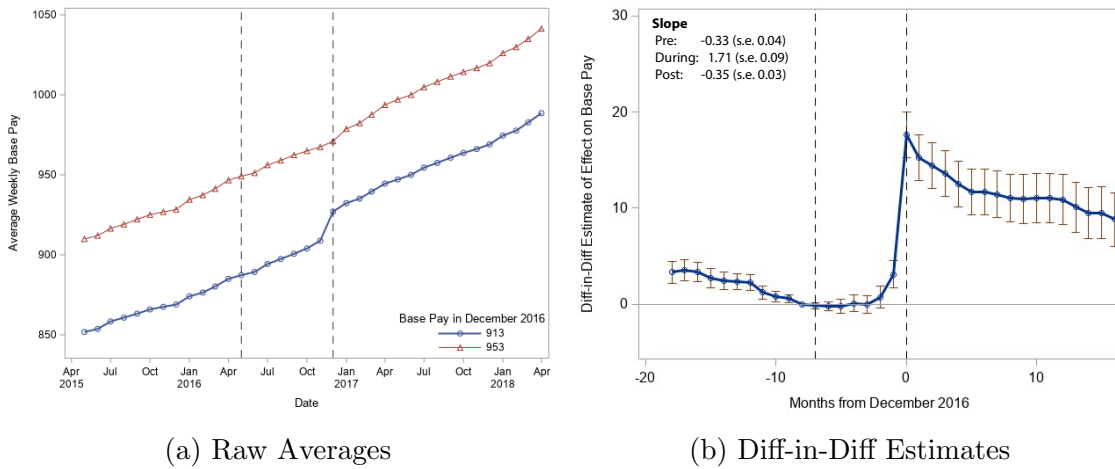 1050
1000
950
900
850
Average Weekly Base Pay
Apr 2015
Jul
Oct
Jan 2016
Apr
Jul
Oct
Jan 2017
Apr
Jul
Oct
Jan 2018
Apr
Date
Base Pay in December 2016
913
953
(a) Raw Averages
Slope
Pre: -0.33 (s.e. 0.04)
During: 1.71 (s.e. 0.09)
Post: -0.35 (s.e. 0.03)
30
20
10
0
Diff-in-Diff Estimate of Effect on Base Pay
-20
-10
0
10
Months from December 2016
(b) Diff-in-Diff Estimates